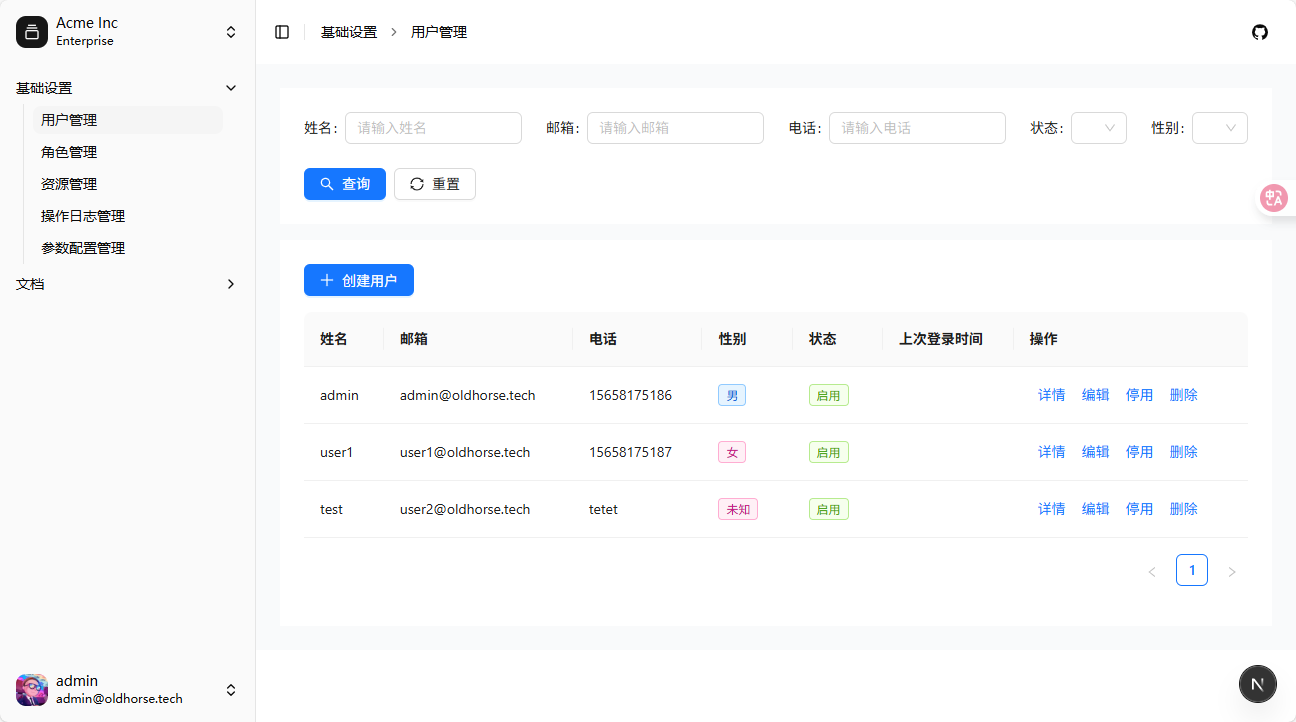 Acme Inc
Enterprise
基础设置
用户管理
角色管理
资源管理
操作日志管理
参数配置管理
文档
admin
admin@oldhorse.tech
基础设置 > 用户管理
姓名: 请输入姓名 邮箱: 请输入邮箱 电话: 请输入电话 状态: 性别:
查询 重置
创建用户
姓名 邮箱 电话 性别 状态 上次登录时间 操作
admin admin@oldhorse.tech 15658175186 男 启用 详情 编辑 停用 删除
user1 user1@oldhorse.tech 15658175187 女 启用 详情 编辑 停用 删除
test user2@oldhorse.tech tetet 未知 启用 详情 编辑 停用 删除
< 1 >
中 A
N